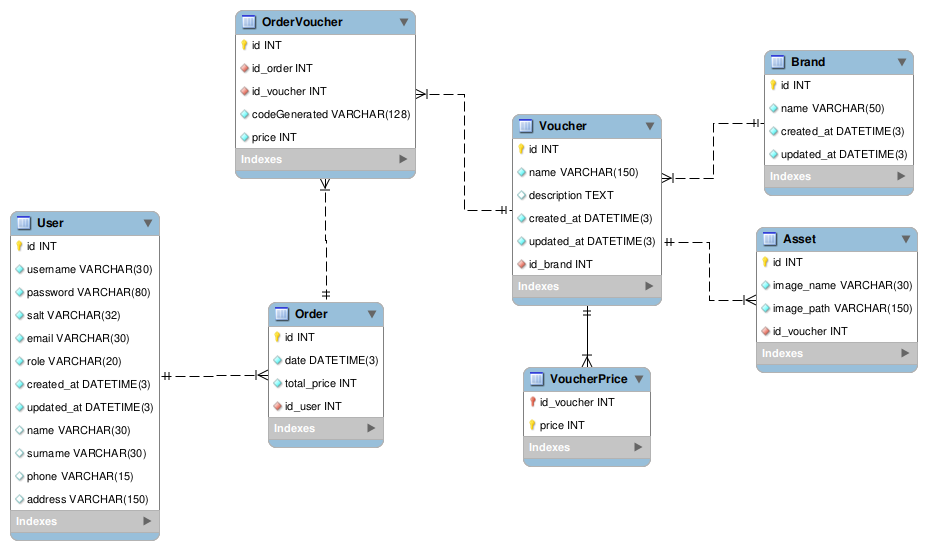 OrderVoucher
id INT
id_order INT
id_voucher INT
codeGenerated VARCHAR(128)
price INT
Indexes
Brand
id INT
name VARCHAR(50)
created_at DATETIME(3)
updated_at DATETIME(3)
Indexes
Voucher
id INT
name VARCHAR(150)
description TEXT
created_at DATETIME(3)
updated_at DATETIME(3)
id_brand INT
Indexes
User
id INT
username VARCHAR(30)
password VARCHAR(80)
salt VARCHAR(32)
email VARCHAR(30)
role VARCHAR(20)
created_at DATETIME(3)
updated_at DATETIME(3)
name VARCHAR(30)
surname VARCHAR(30)
phone VARCHAR(15)
address VARCHAR(150)
Indexes
Asset
id INT
image_name VARCHAR(30)
image_path VARCHAR(150)
id_voucher INT
Indexes
Order
id INT
date DATETIME(3)
total_price INT
id_user INT
Indexes
VoucherPrice
id_voucher INT
price INT
Indexes